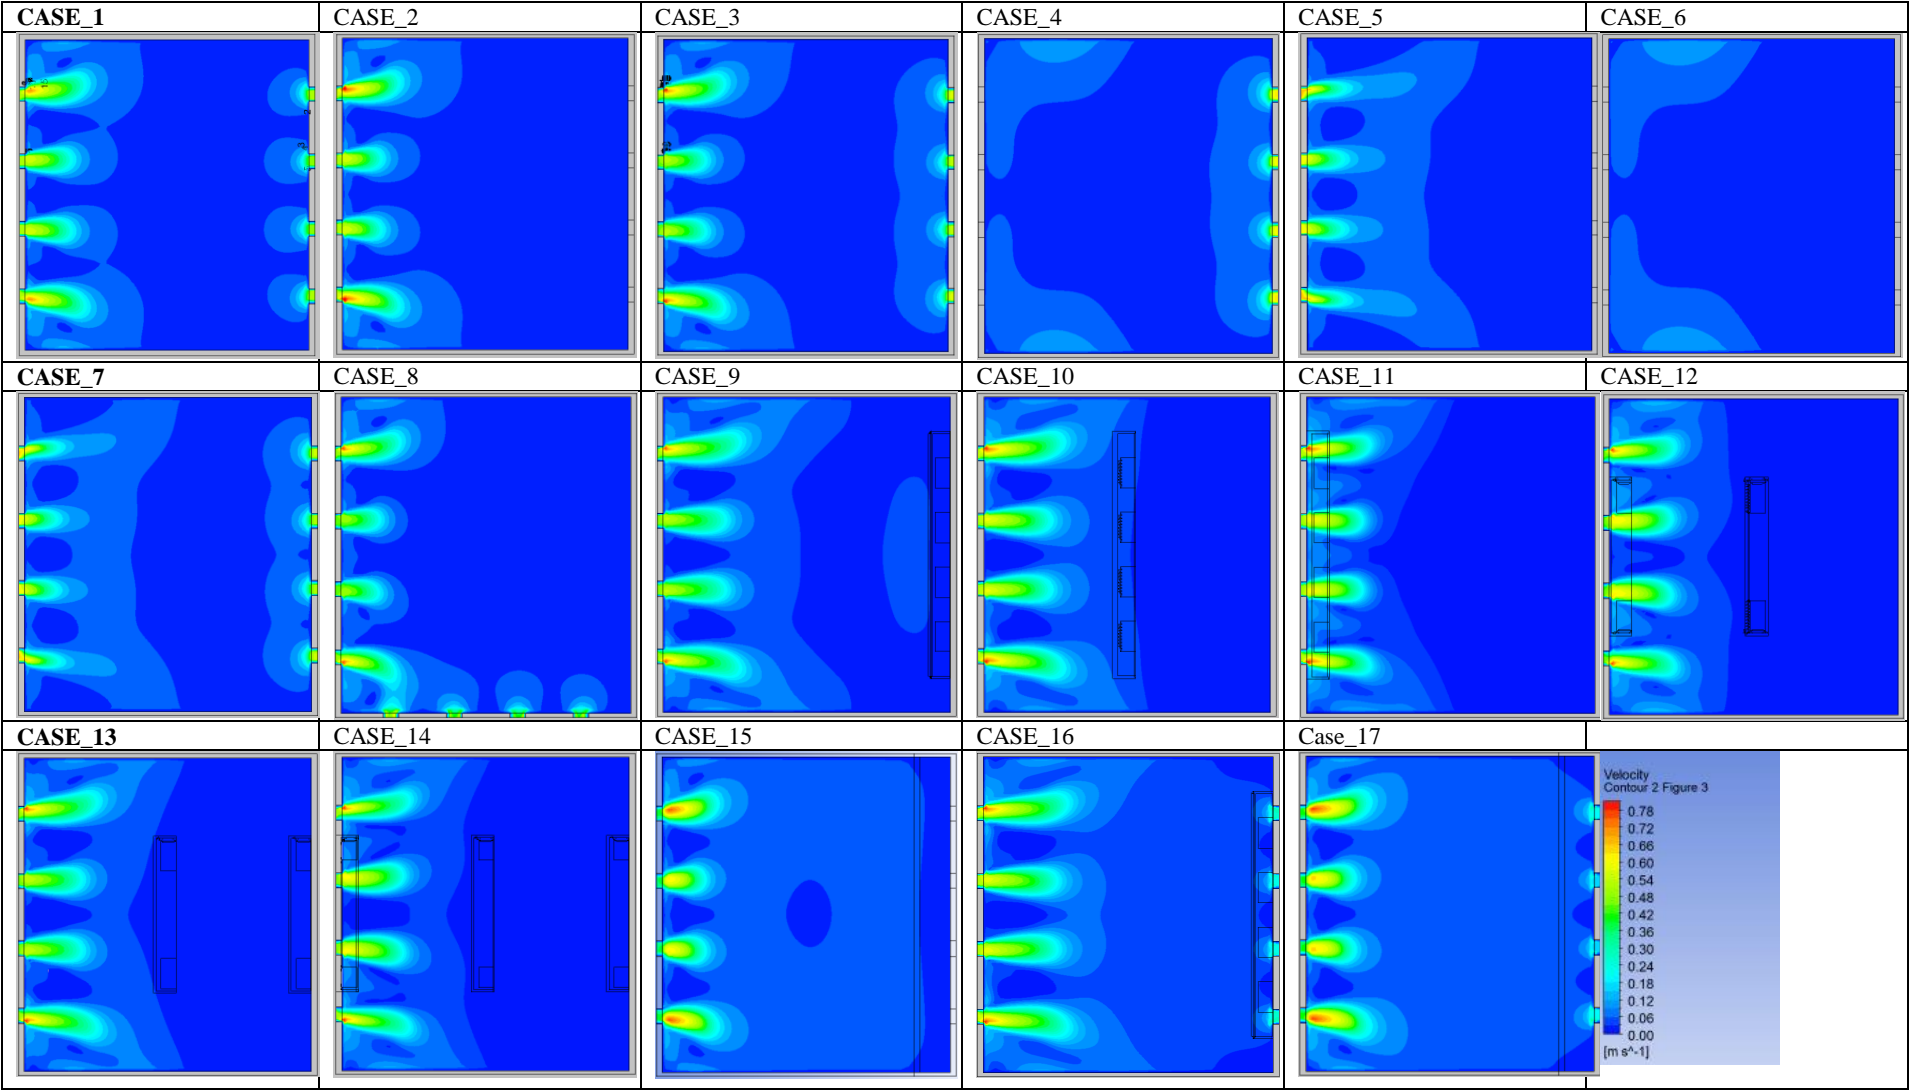 CASE_1 CASE_2 CASE_3 CASE_4 CASE_5 CASE_6
CASE_7 CASE_8 CASE_9 CASE_10 CASE_11 CASE_12
CASE_13 CASE_14 CASE_15 CASE_16 Case_17
Velocity
Contour 2 Figure 3
0.78
0.72
0.66
0.60
0.54
0.48
0.42
0.36
0.30
0.24
0.18
0.12
0.06
0.00
[m s^-1]